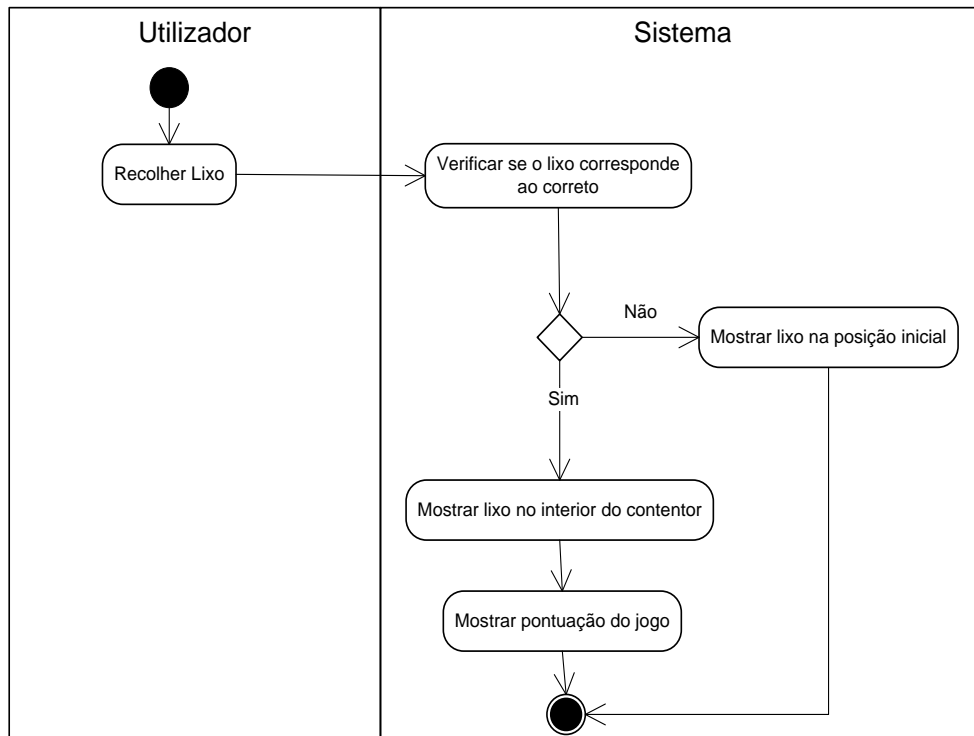 Utilizador
Sistema
Recolher Lixo
Verificar se o lixo corresponde
ao correto
Não
Mostrar lixo na posição inicial
Sim
Mostrar lixo no interior do contentor
Mostrar pontuação do jogo